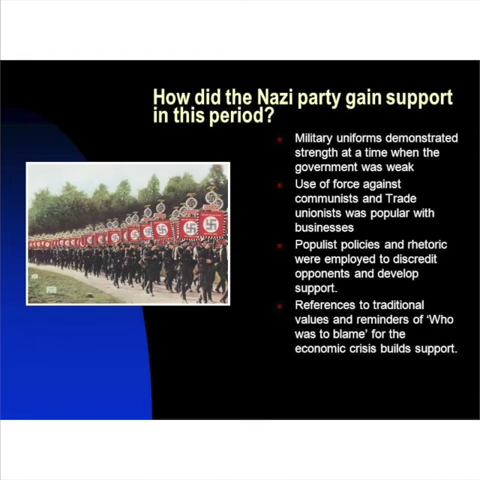 How did the Nazi party gain support
in this period?
Military uniforms demonstrated
strength at a time when the
government was weak
Use of force against
communists and Trade
unionists was popular with
businesses
Populist policies and rhetoric
were employed to discredit
opponents and develop
support.
References to traditional
values and reminders of ‘Who
was to blame’ for the
economic crisis builds support.